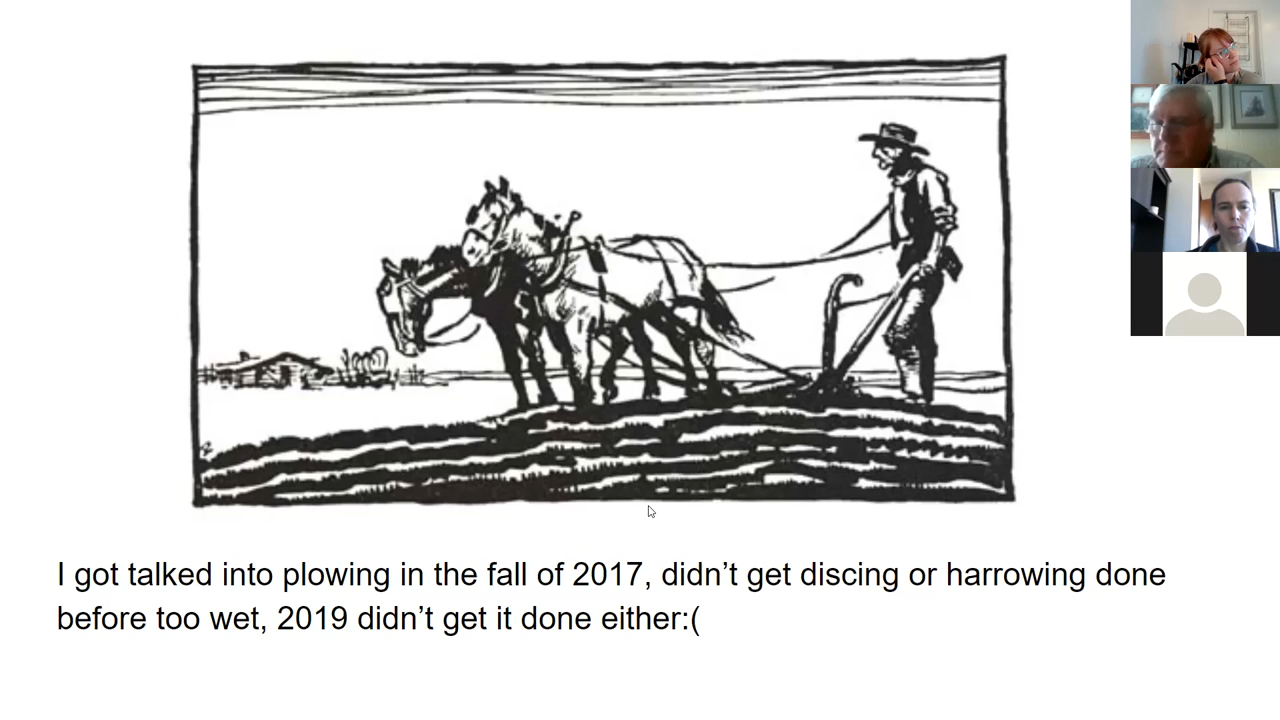 I got talked into plowing in the fall of 2017, didn’t get discing or harrowing done
before too wet, 2019 didn’t get it done either:(